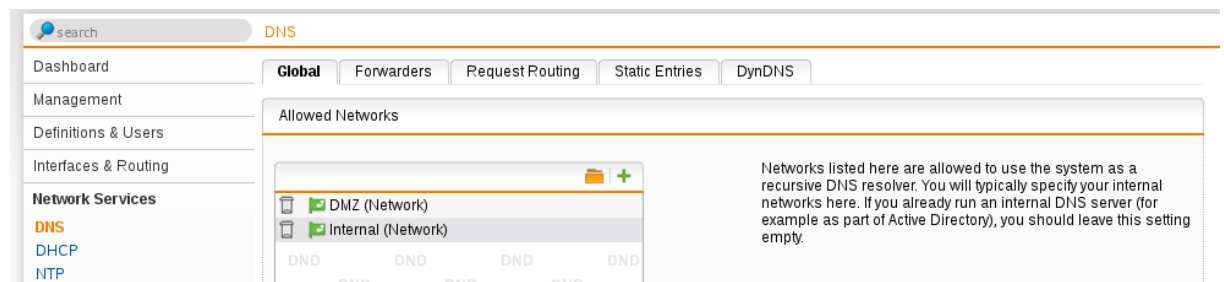 search
DNS
Dashboard
Management
Definitions & Users
Interfaces & Routing
Network Services
DNS
DHCP
NTP
Global Forwarders Request Routing Static Entries DynDNS
Allowed Networks
DMZ (Network)
Internal (Network)
DND DND DND DND
DND DND DND
Networks listed here are allowed to use the system as a
recursive DNS resolver. You will typically specify your internal
networks here. If you already run an internal DNS server (for
example as part of Active Directory), you should leave this setting
empty.